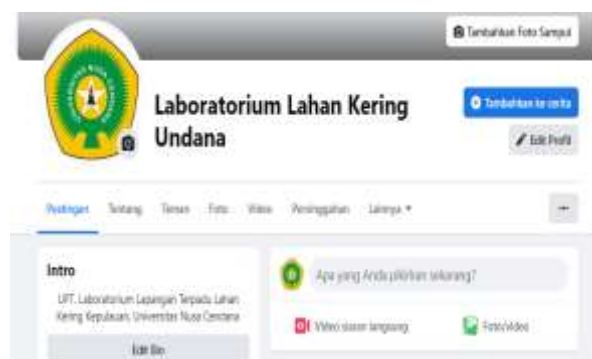 Tambahkan Foto Sampul
Laboratorium Lahan Kering
Undana
Tambahkan ke cerita
Edit Profil
Postingan Tentang Teman Foto Video Persinggahan Lainnya
Intro
UPT. Laboratorium Lapangan Terpadu Lahan
Kering Kepulauan, Universitas Nusa Cendana
Edit Bio
Apa yang Anda pikirkan sekarang?
Video siaran langsung
Foto/Video